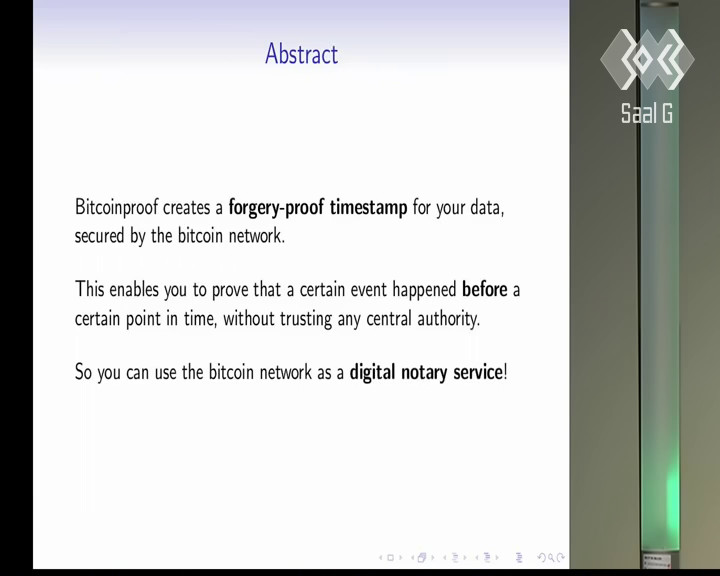 Abstract
Saal G
Bitcoinproof creates a forgery-proof timestamp for your data,
secured by the bitcoin network.
This enables you to prove that a certain event happened before a
certain point in time, without trusting any central authority.
So you can use the bitcoin network as a digital notary service!